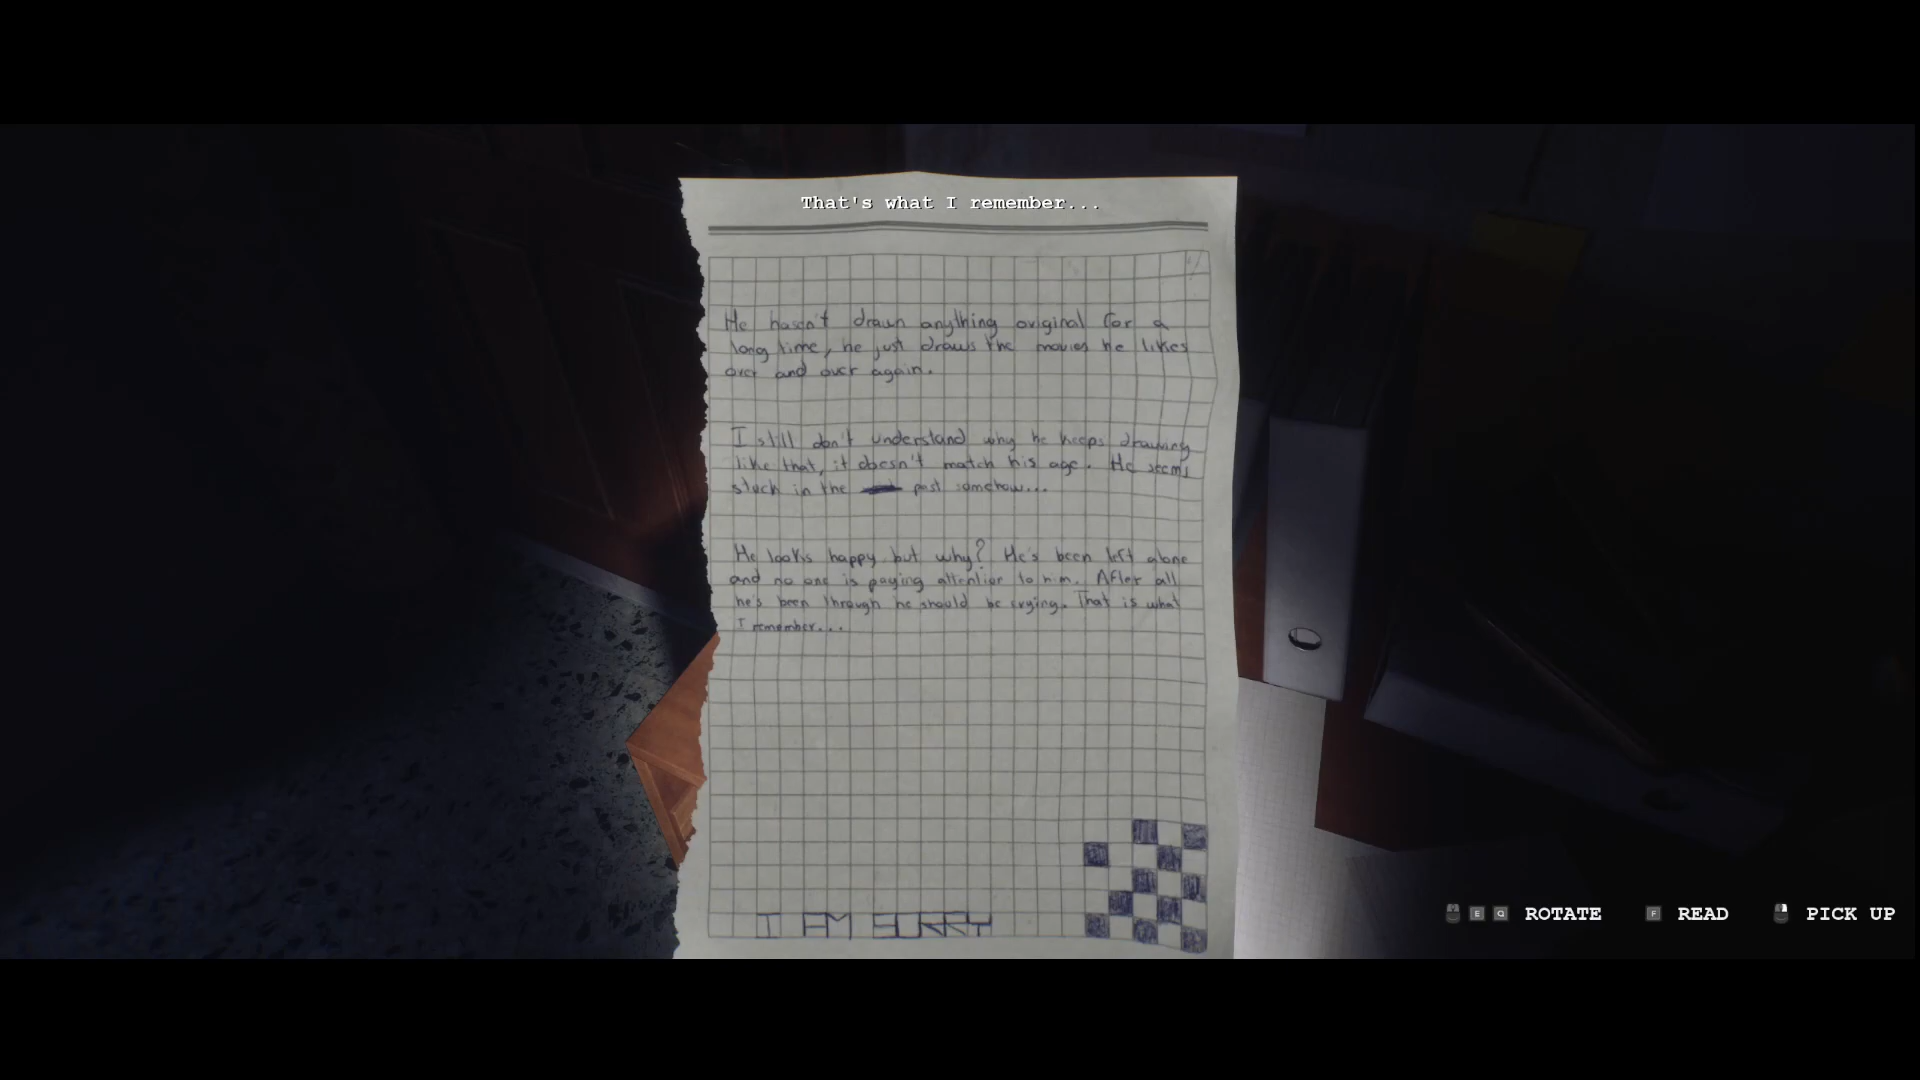 That's what I remember...
He hasn't drawn anything original for a
long time, he just draws the movies he likes
over and over again.
I still don't understand why he keeps drawing
like that, it doesn't match his age. He seems
stuck in the past somehow...
He looks happy but why? He's been left alone
and no one is paying attention to him. After all
he's been through he should be crying. That is what
I remember...
I AM SORRY
E Q ROTATE F READ PICK UP